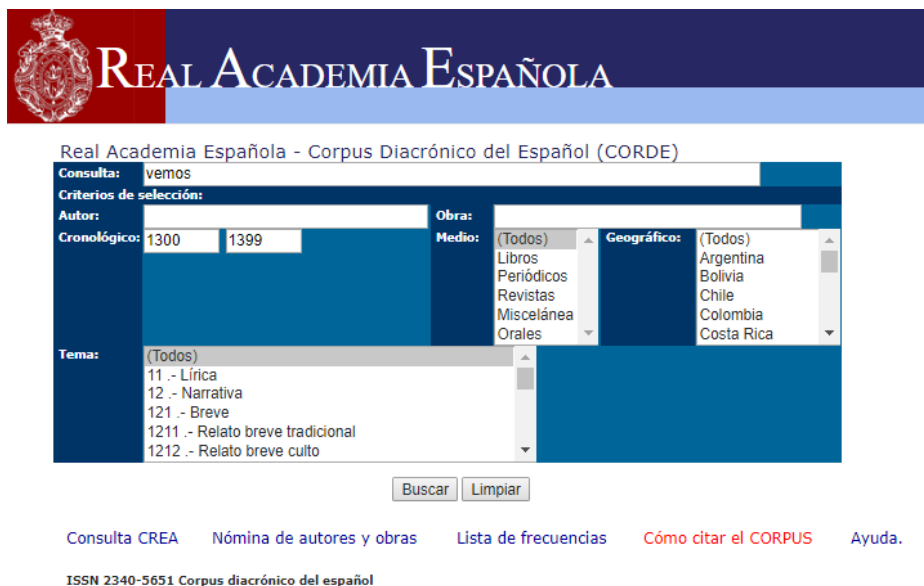 REAL ACADEMIA ESPAÑOLA
Real Academia Española - Corpus Diacrónico del Español (CORDE)
Consulta: vemos
Criterios de selección:
Autor: Obra:
Cronológico: 1300 1399 Medio: (Todos) Geográfico: (Todos)
Libros Argentina
Periódicos Bolivia
Revistas Chile
Miscelánea Colombia
Orales Costa Rica
Tema: (Todos)
11 .- Lírica
12 .- Narrativa
121 .- Breve
1211 .- Relato breve tradicional
1212 .- Relato breve culto
Buscar Limpiar
Consulta CREA Nómina de autores y obras Lista de frecuencias Cómo citar el CORPUS Ayuda.
ISSN 2340-5651 Corpus diacrónico del español